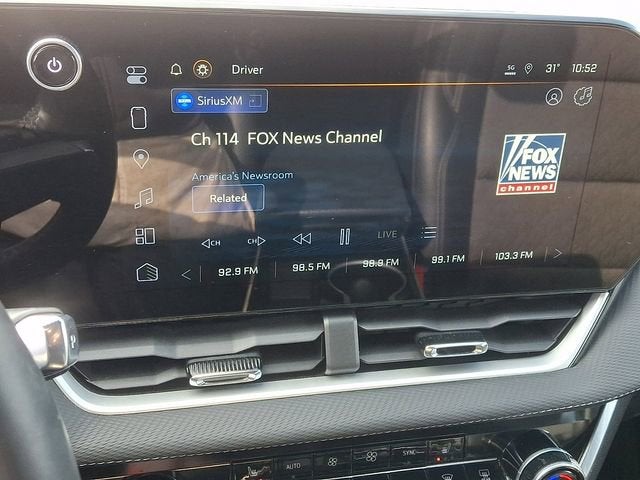 Driver
5G 31° 10:52
SiriusXM
Ch 114 FOX News Channel
America's Newsroom
Related
FOX
NEWS
channel
CH CH LIVE
92.9 FM 98.5 FM 98.9 FM 99.1 FM 103.3 FM
P
AUTO SYNC